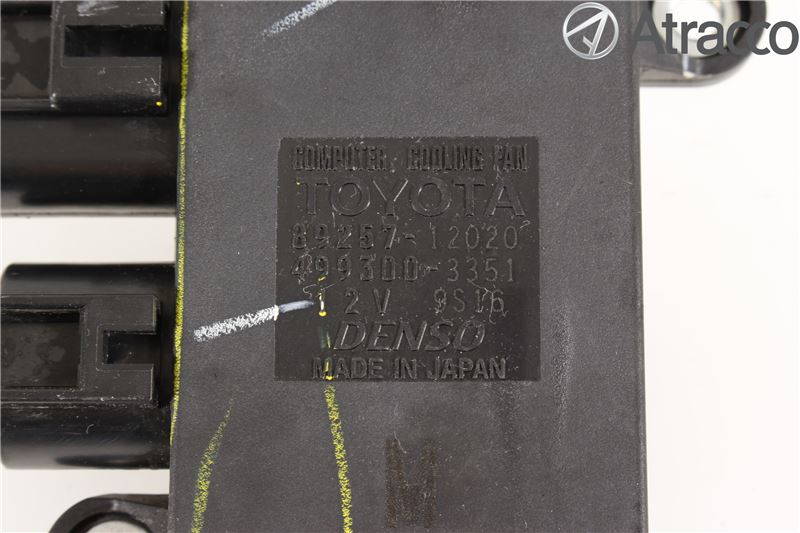 Atracco
COMPUTER, COOLING FAN
TOYOTA
89257-12020
499300-3351
12V 9S16
DENSO
MADE IN JAPAN
M